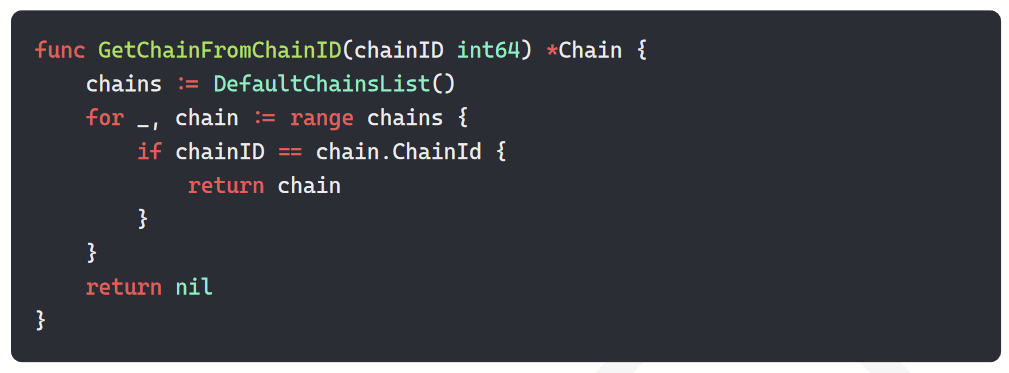 func GetChainFromChainID(chainID int64) *Chain {
    chains := DefaultChainsList()
    for _, chain := range chains {
        if chainID == chain.ChainId {
            return chain
        }
    }
    return nil
}